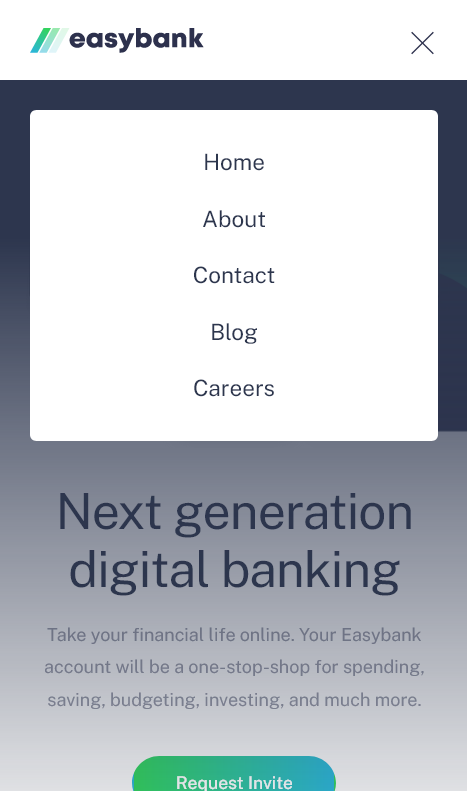 easybank
Home
About
Contact
Blog
Careers
Next generation
digital banking
Take your financial life online. Your Easybank
account will be a one-stop-shop for spending,
saving, budgeting, investing, and much more.
Request Invite